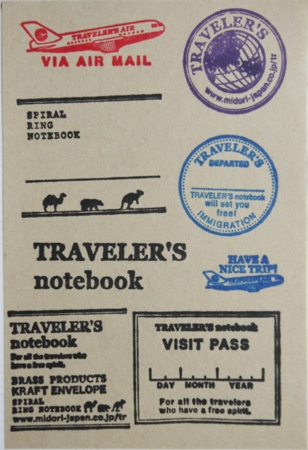 TRAVELER'S AIR
VIA AIR MAIL
TRAVELER'S
www.midori-japan.co.jp/tr
SPIRAL
RING
NOTEBOOK
TRAVELER'S
DEPARTED
TRAVELER'S notebook
will set you
free!
IMMIGRATION
TRAVELER'S
notebook
HAVE A
NICE TRIP!
TRAVELER'S
notebook
For all the travelers who
have a free spirit.
BRASS PRODUCTS
KRAFT ENVELOPE
SPIRAL
RING NOTEBOOK
www.midori-japan.co.jp/tr
TRAVELER'S notebook
VISIT PASS
DAY MONTH YEAR
For all the travelers
who have a free spirit.